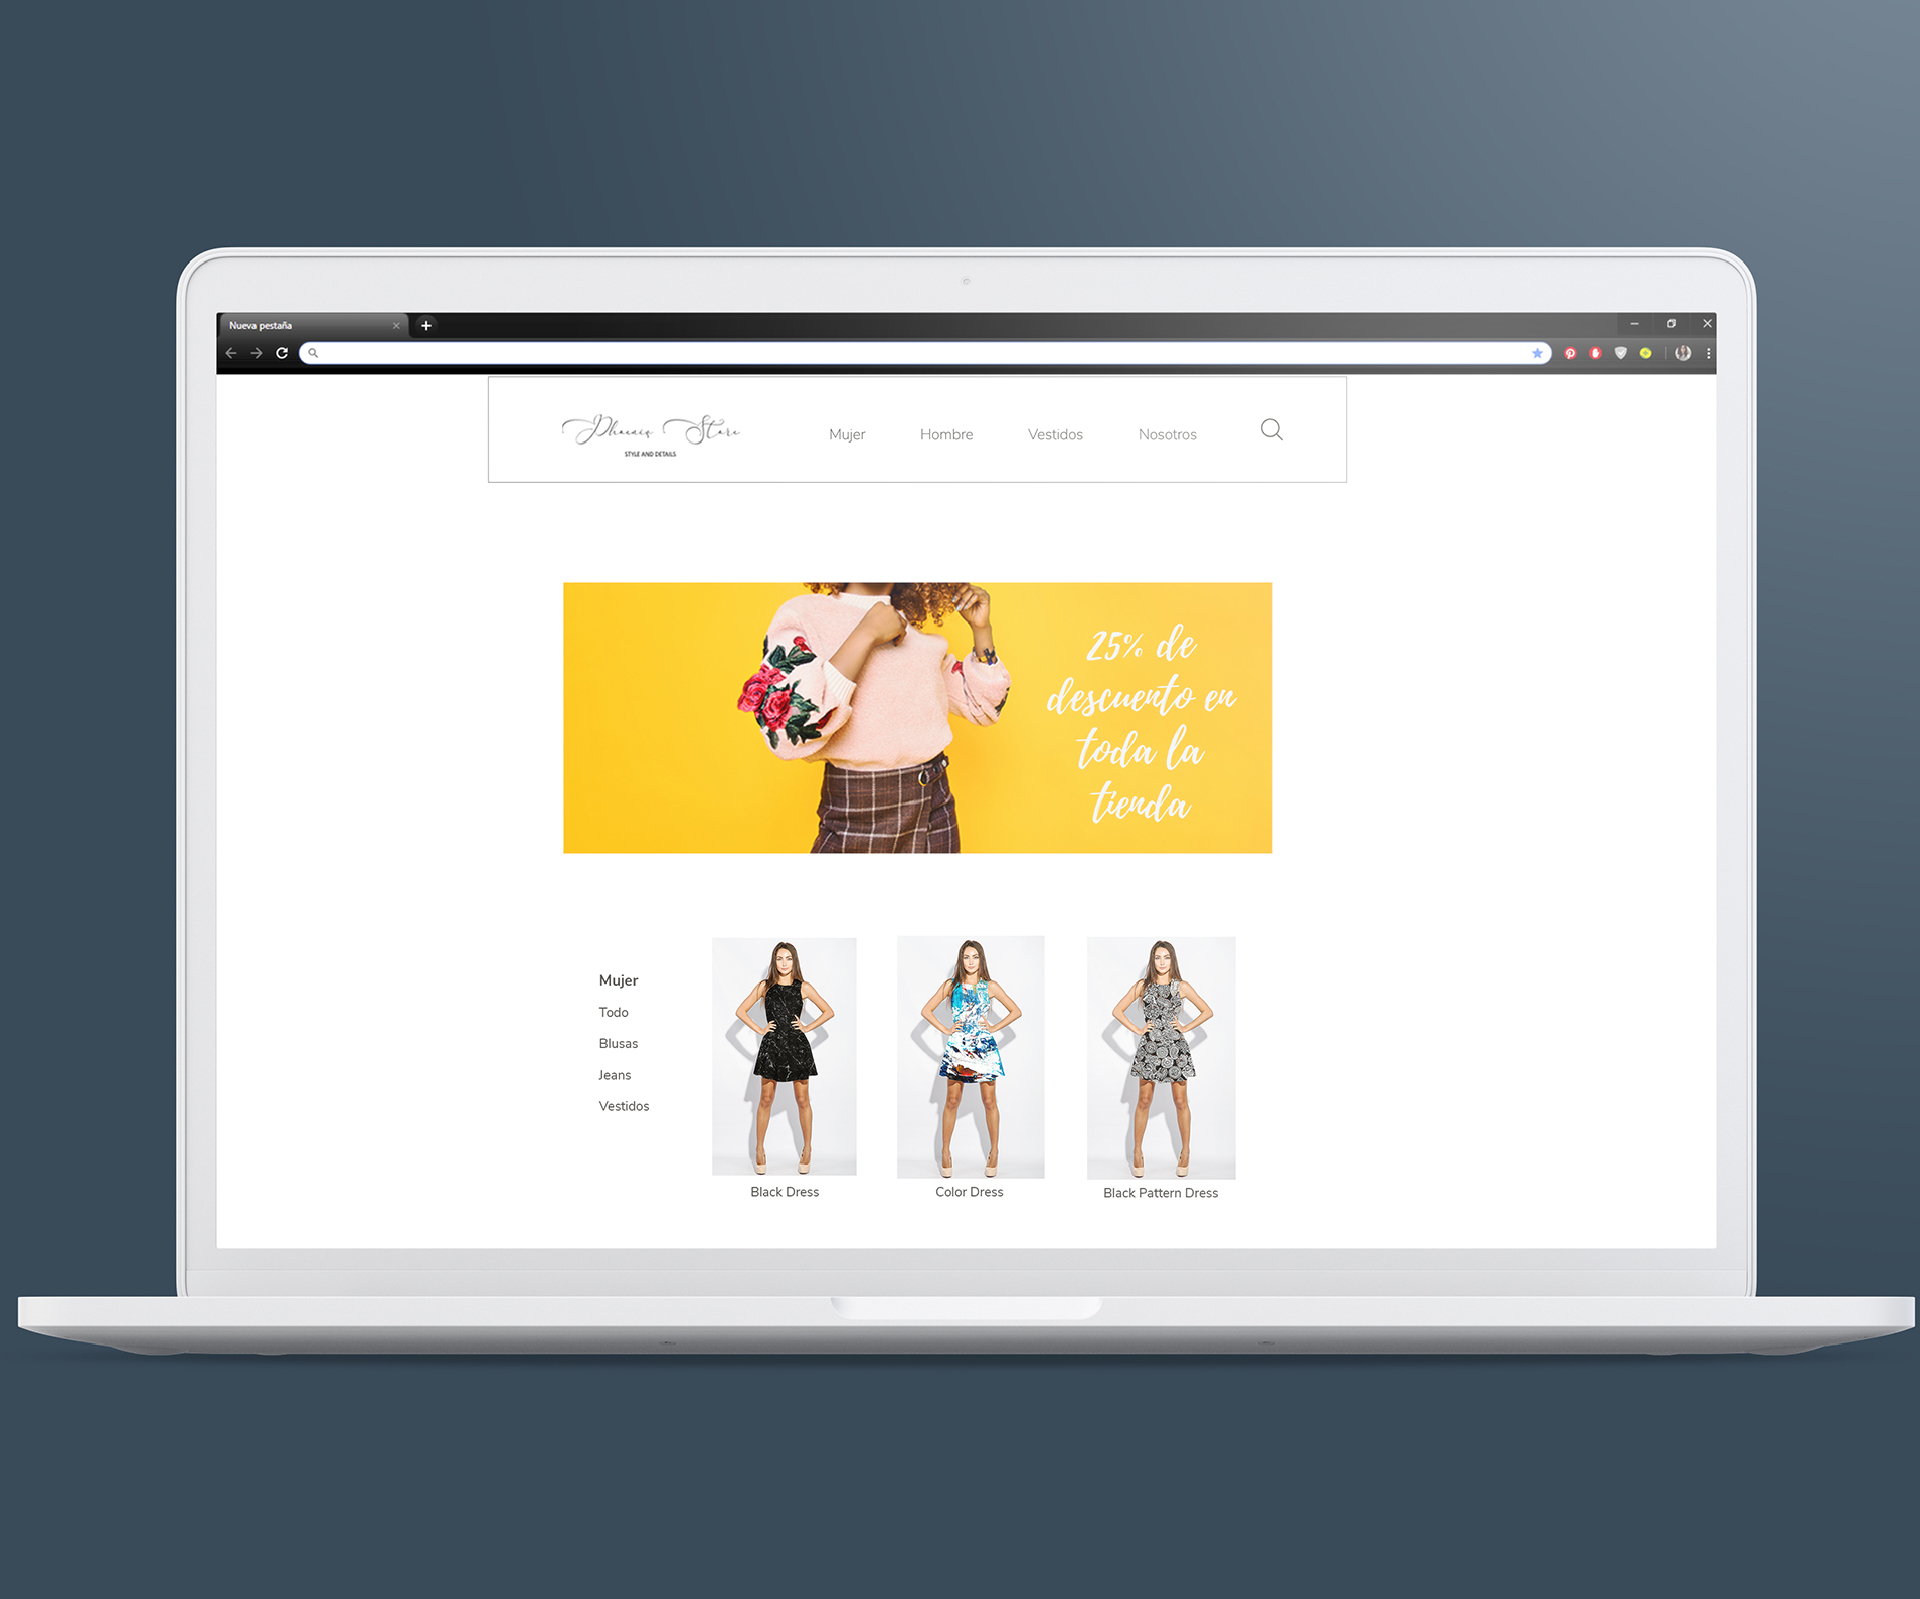 Nueva pestaña
Phoenix Store
STYLE AND DETAILS
Mujer
Hombre
Vestidos
Nosotros
25% de
descuento en
toda la
tienda
Mujer
Todo
Blusas
Jeans
Vestidos
Black Dress
Color Dress
Black Pattern Dress